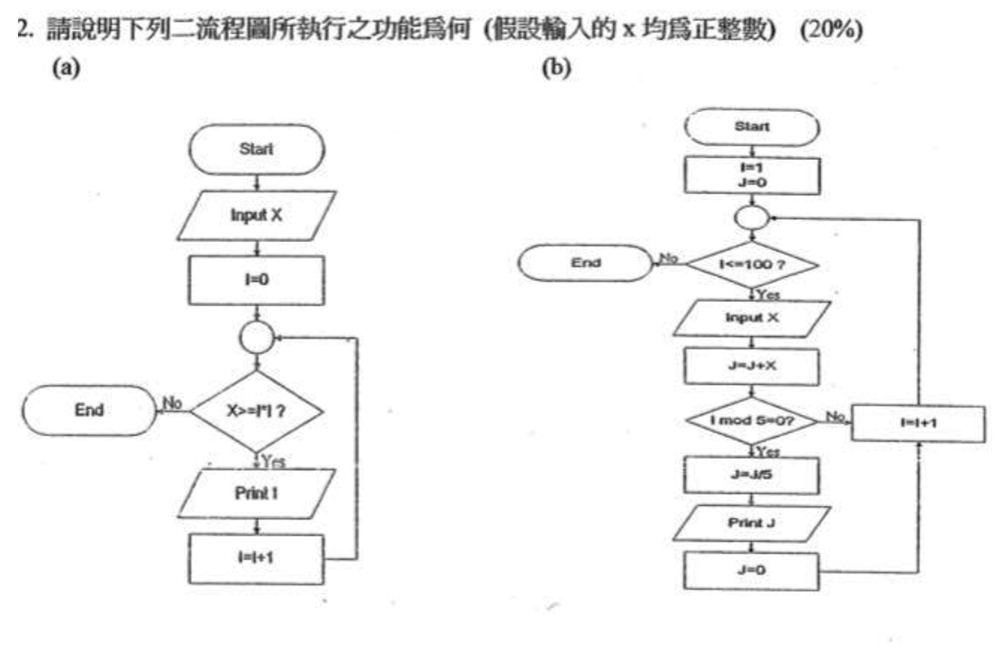 2. 請說明下列二流程圖所執行之功能爲何 (假設輸入的 x 均爲正整數) (20%)
(a)
(b)
Start
Input X
I=0
X>=I*I ?
No
End
Yes
Print I
I=I+1
Start
I=1
J=0
I<=100 ?
No
End
Yes
Input X
J=J+X
I mod 5=0?
No
I=I+1
Yes
J=J/5
Print J
J=0